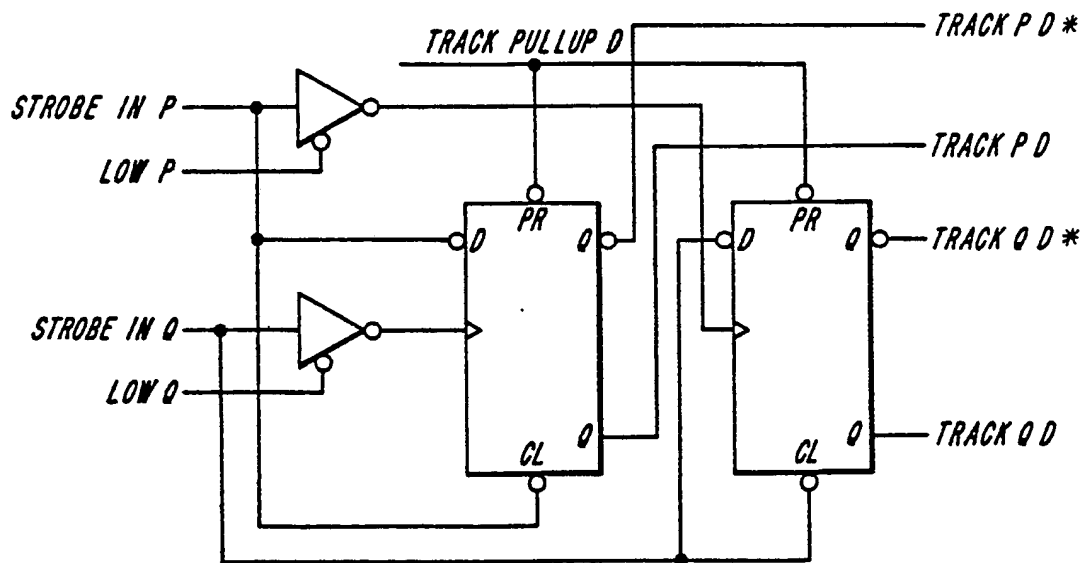 TRACK P D*
TRACK PULLUP D
STROBE IN P
TRACK P D
LOW P
PR
PR
D
Q
D
Q
TRACK Q D*
STROBE IN Q
LOW Q
Q
Q
TRACK Q D
CL
CL